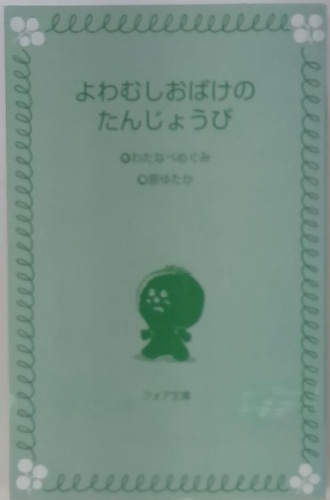 よわむしおばけの
たんじょうび
わたなべめぐみ
原ゆたか
フォア文庫